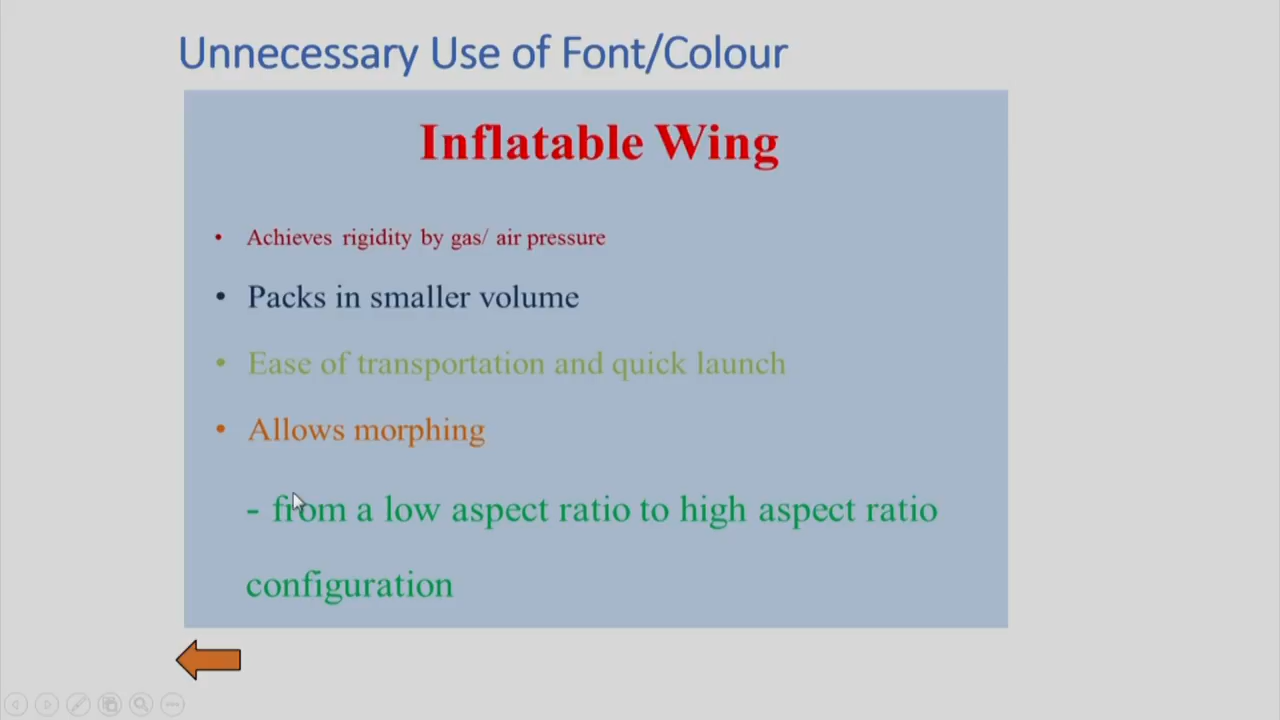 Unnecessary Use of Font/Colour
Inflatable Wing
• Achieves rigidity by gas/ air pressure
• Packs in smaller volume
• Ease of transportation and quick launch
• Allows morphing
- from a low aspect ratio to high aspect ratio
configuration